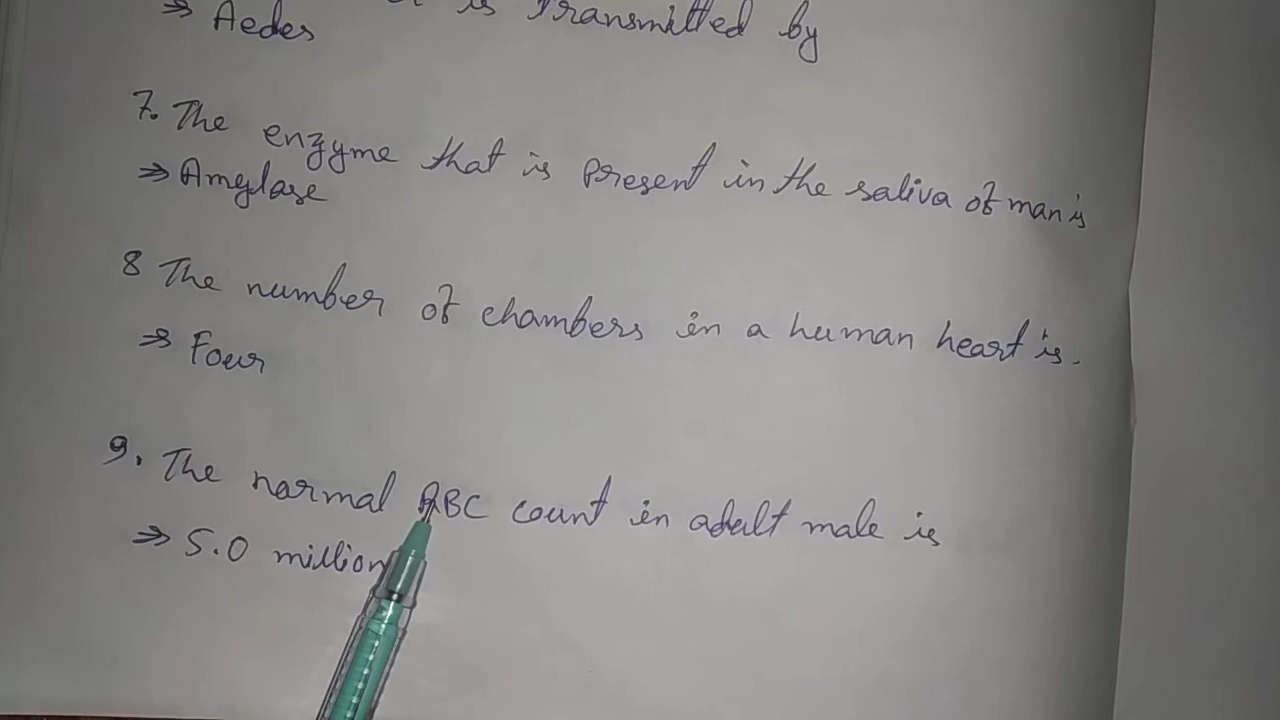 is Transmitted by
⇒ Aedes
7. The enzyme that is present in the saliva of man is
⇒ Amylase
8 The number of chambers in a human heart is.
⇒ Four
9. The normal RBC count in adult male is
⇒ 5.0 million